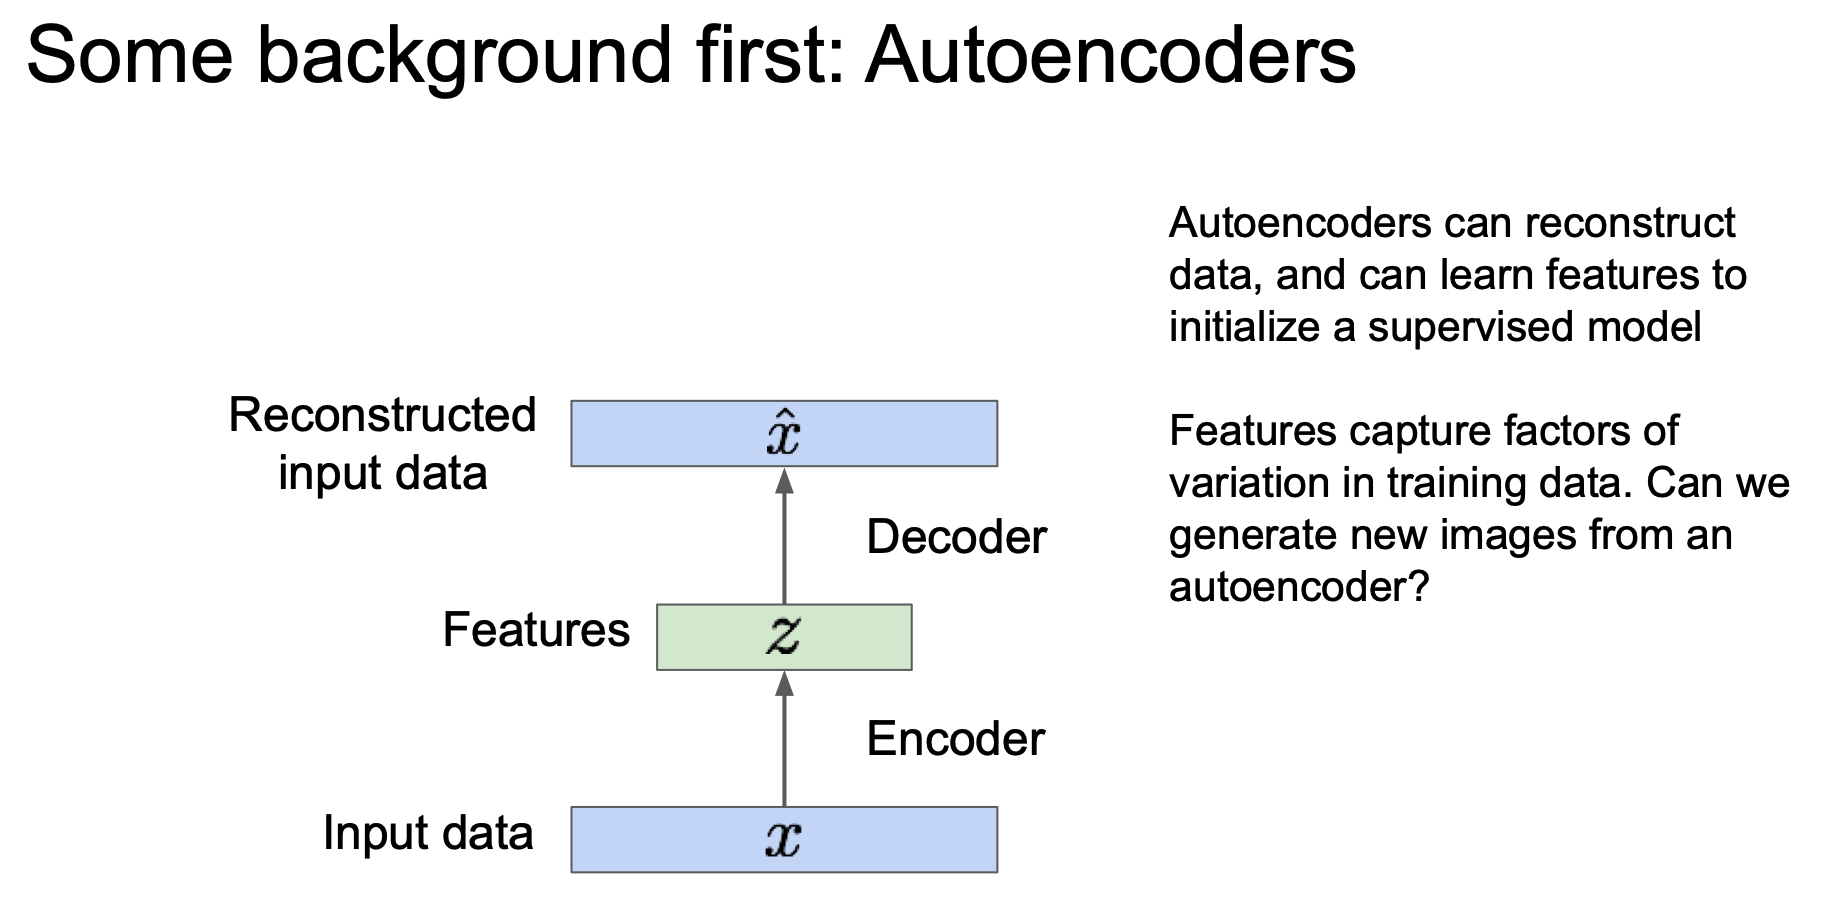 Some background first: Autoencoders
Autoencoders can reconstruct
data, and can learn features to
initialize a supervised model
Features capture factors of
variation in training data. Can we
generate new images from an
autoencoder?
Reconstructed
input data
x̂
Decoder
Features
z
Encoder
Input data
x